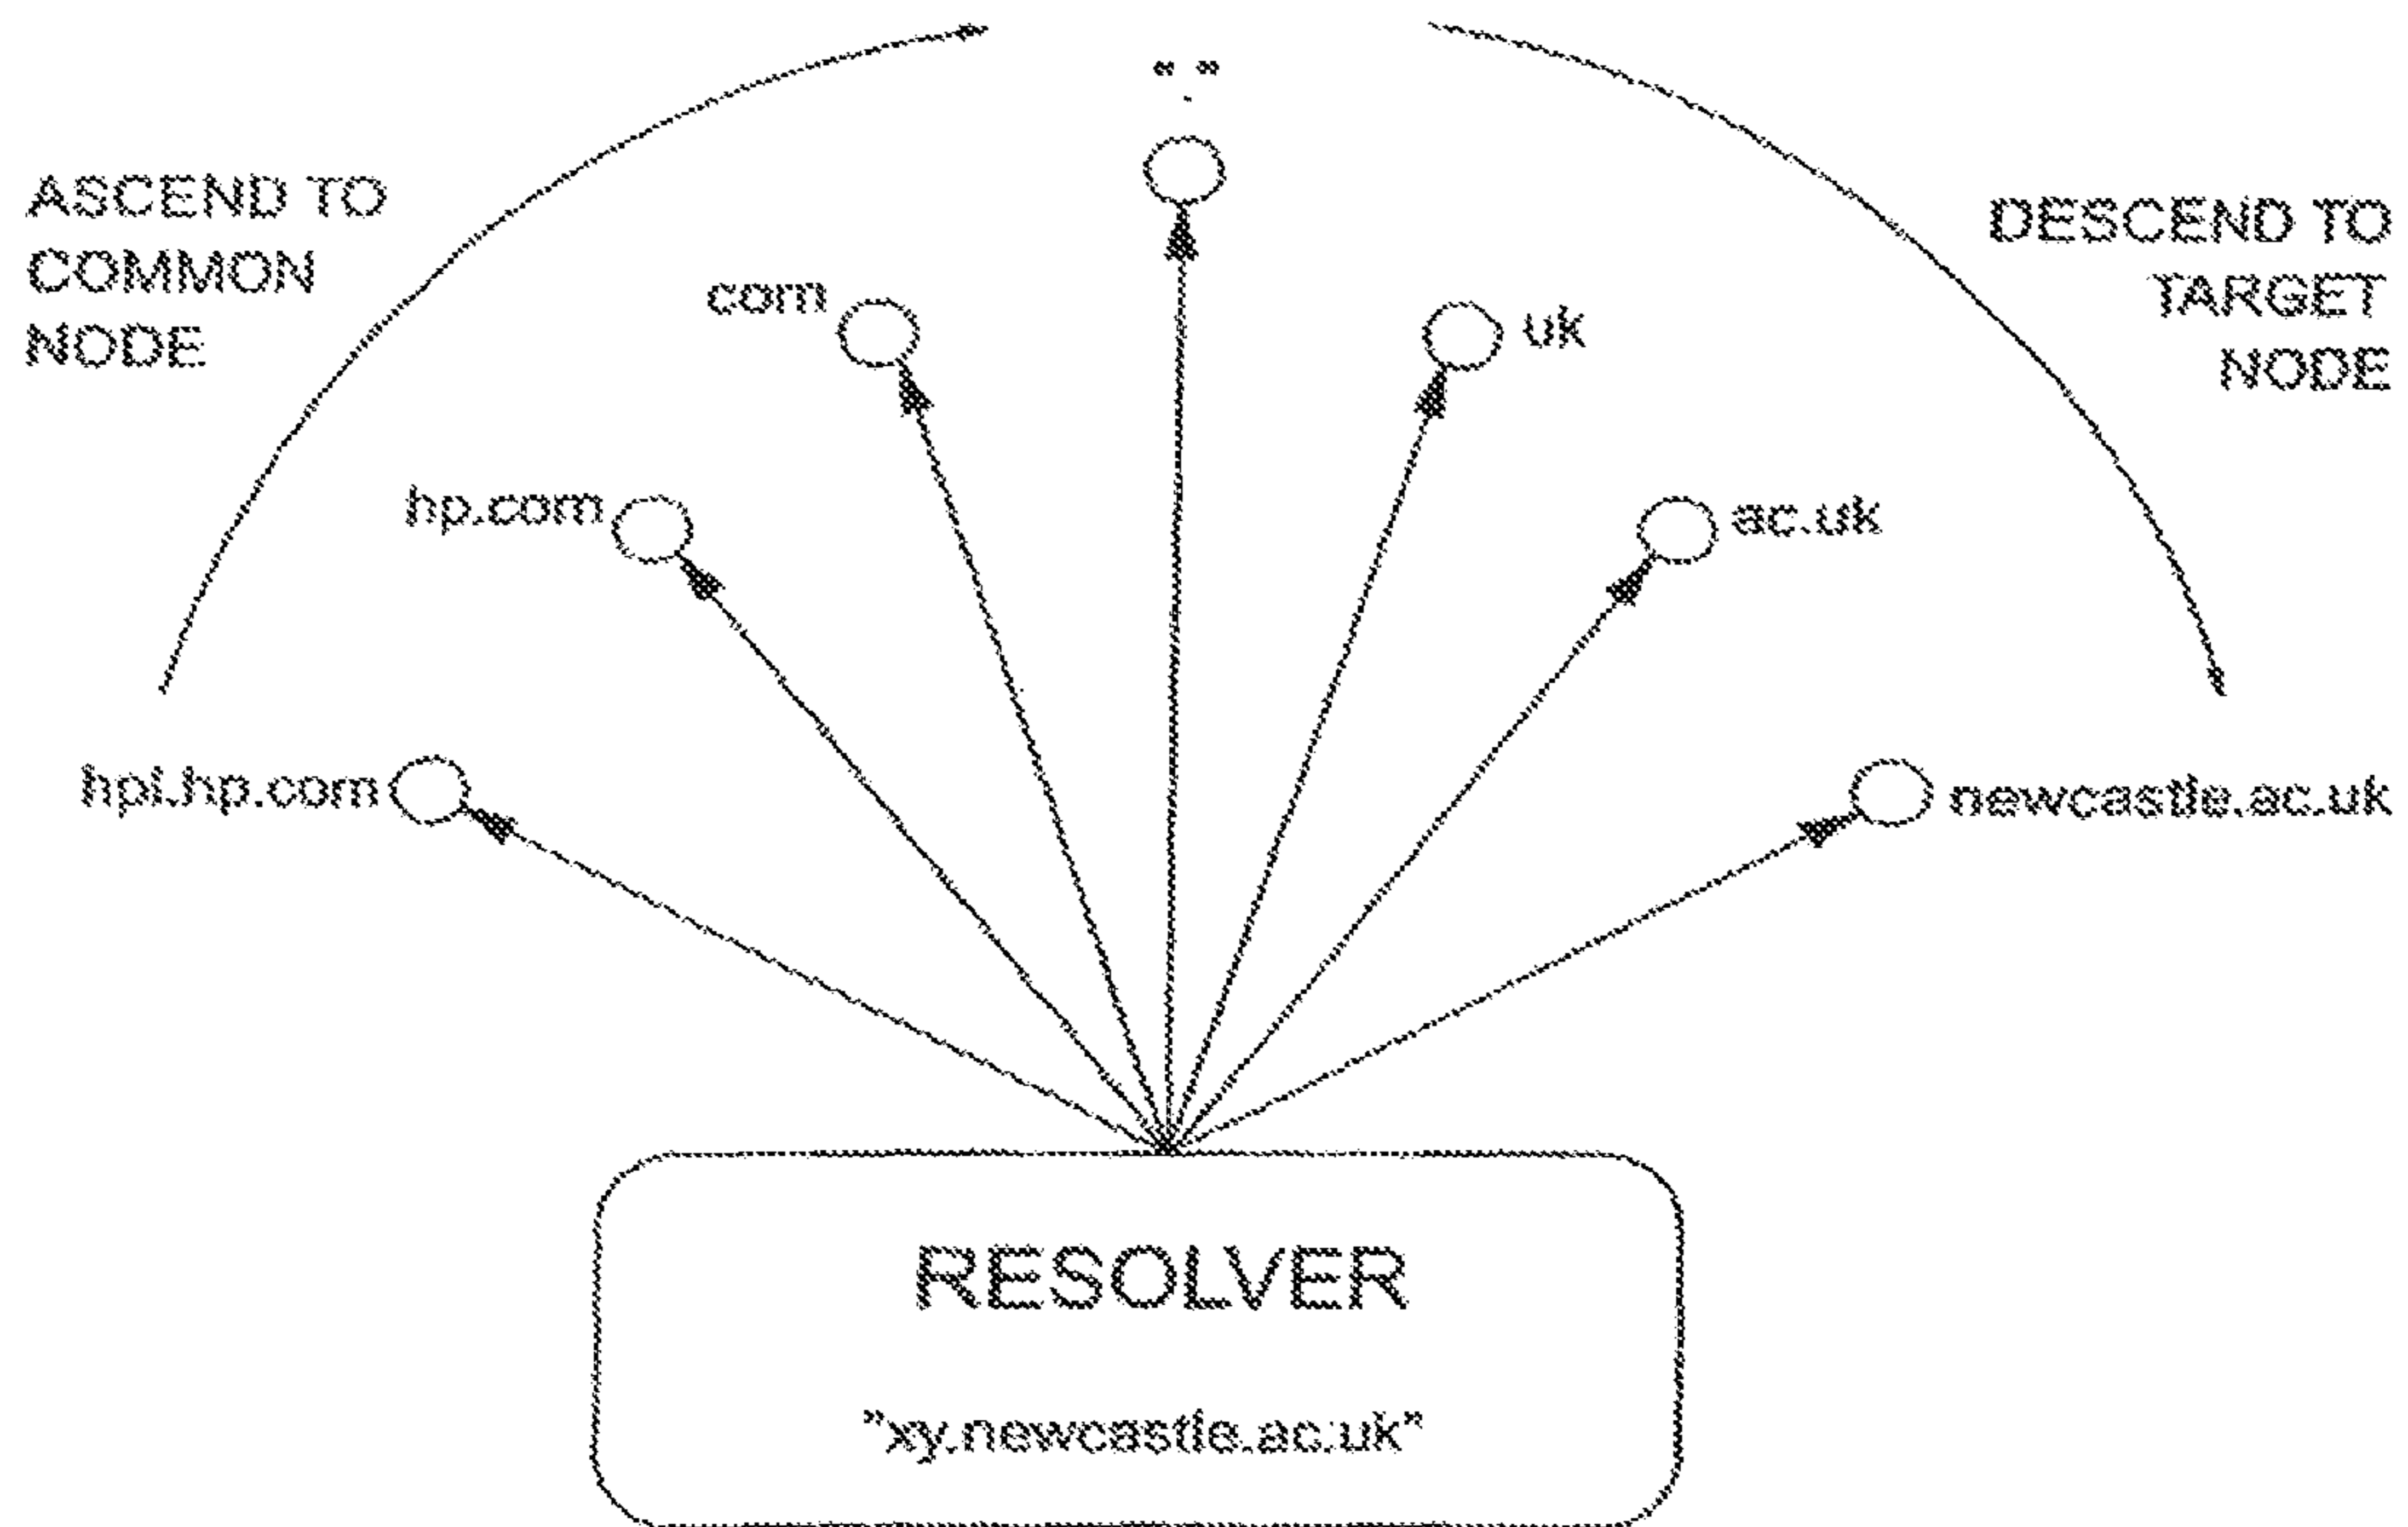 "."
ASCEND TO
COMMON
NODE
DESCEND TO
TARGET
NODE
com
uk
hp.com
ac.uk
hpl.hp.com
newcastle.ac.uk
RESOLVER
"xy.newcastle.ac.uk"